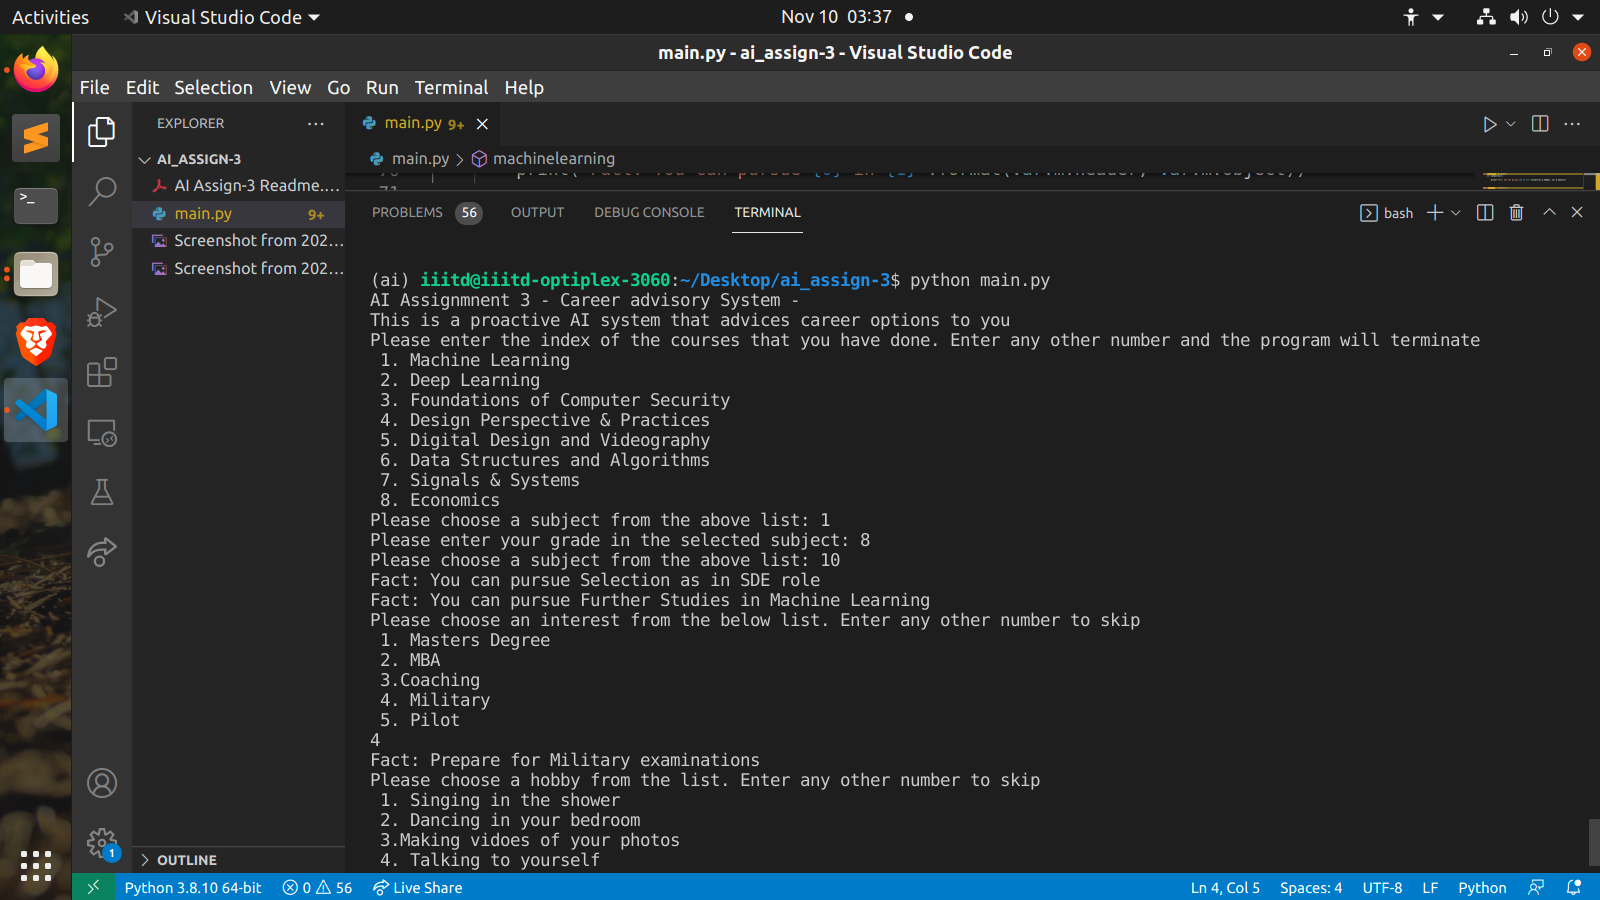 Activities
Visual Studio Code
Nov 10 03:37
main.py - ai_assign-3 - Visual Studio Code
File Edit Selection View Go Run Terminal Help
EXPLORER
main.py 9+
AI_ASSIGN-3
main.py > machinelearning
AI Assign-3 Readme....
main.py 9+
Screenshot from 202...
Screenshot from 202...
PROBLEMS 56 OUTPUT DEBUG CONSOLE TERMINAL
bash
(ai) iiitd@iiitd-optiplex-3060:~/Desktop/ai_assign-3$ python main.py
AI Assignmnent 3 - Career advisory System -
This is a proactive AI system that advices career options to you
Please enter the index of the courses that you have done. Enter any other number and the program will terminate
1. Machine Learning
2. Deep Learning
3. Foundations of Computer Security
4. Design Perspective & Practices
5. Digital Design and Videography
6. Data Structures and Algorithms
7. Signals & Systems
8. Economics
Please choose a subject from the above list: 1
Please enter your grade in the selected subject: 8
Please choose a subject from the above list: 10
Fact: You can pursue Selection as in SDE role
Fact: You can pursue Further Studies in Machine Learning
Please choose an interest from the below list. Enter any other number to skip
1. Masters Degree
2. MBA
3.Coaching
4. Military
5. Pilot
4
Fact: Prepare for Military examinations
Please choose a hobby from the list. Enter any other number to skip
1. Singing in the shower
2. Dancing in your bedroom
3.Making vidoes of your photos
4. Talking to yourself
OUTLINE
1
Python 3.8.10 64-bit 0 56 Live Share
Ln 4, Col 5 Spaces: 4 UTF-8 LF Python